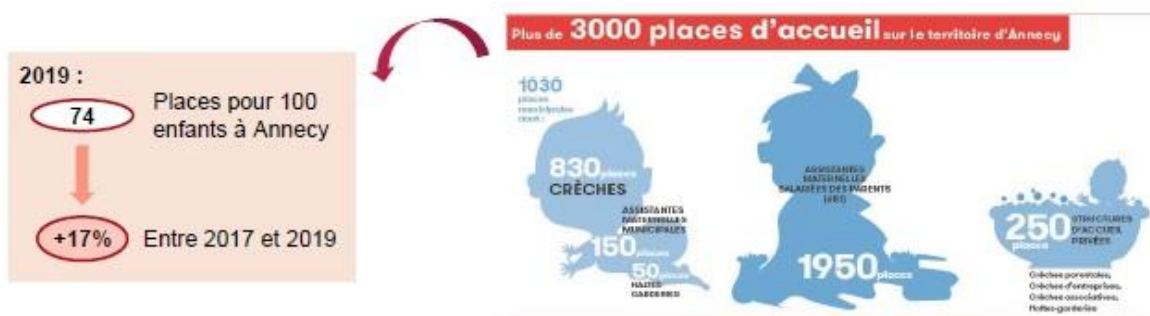 2019 :
74
Places pour 100
enfants à Annecy
+17%
Entre 2017 et 2019
Plus de 3000 places d'accueil sur le territoire d'Annecy
1030
places
municipales
dont :
830 places
CRÈCHES
ASSISTANTES
MATERNELLES
MUNICIPALES
150 places
50 places
HALTES
GARDERIES
ASSISTANTES
MATERNELLES
SALARIÉES DES PARENTS
1950 places
250
places
STRUCTURES
D'ACCUEIL
PRIVÉES
Crèches parentales,
Crèches d'entreprises,
Crèches associatives,
Haltes-garderies